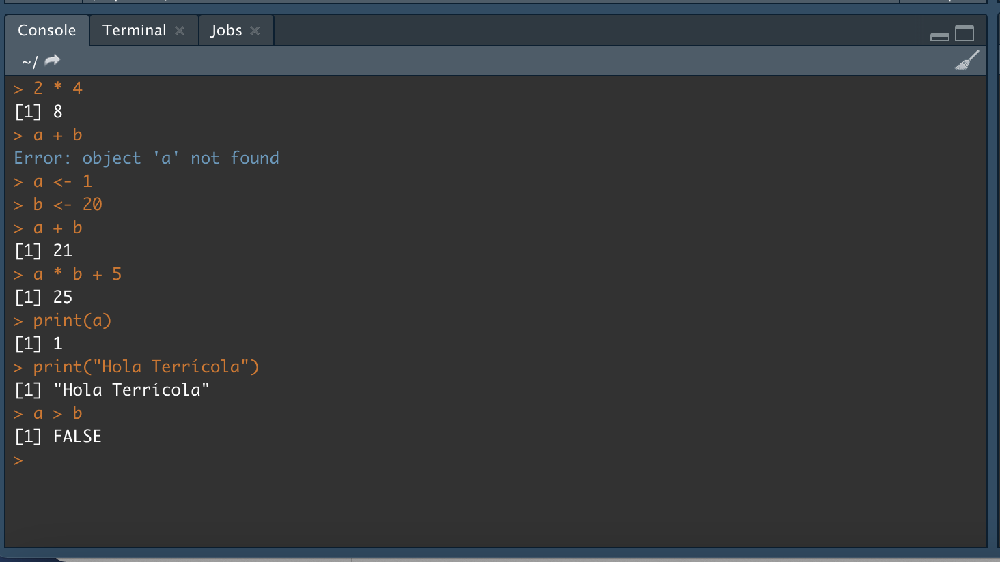 Console Terminal Jobs
~/
> 2 * 4
[1] 8
> a + b
Error: object 'a' not found
> a <- 1
> b <- 20
> a + b
[1] 21
> a * b + 5
[1] 25
> print(a)
[1] 1
> print("Hola Terrícola")
[1] "Hola Terrícola"
> a > b
[1] FALSE
>